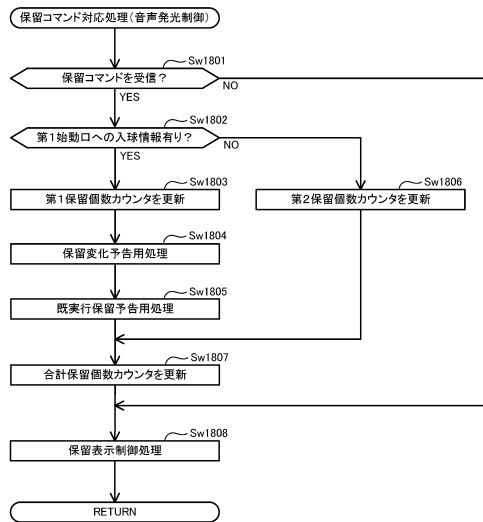 保留コマンド対応処理(音声発光制御)
Sw1801
保留コマンドを受信?
NO
YES
Sw1802
第1始動口への入球情報有り?
NO
YES
Sw1803
第1保留個数カウンタを更新
Sw1806
第2保留個数カウンタを更新
Sw1804
保留変化予告用処理
Sw1805
既実行保留予告用処理
Sw1807
合計保留個数カウンタを更新
Sw1808
保留表示制御処理
RETURN